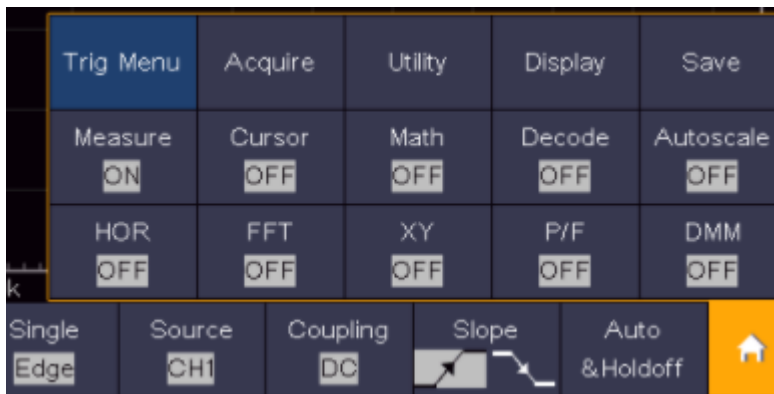 Trig Menu Acquire Utility Display Save
Measure Cursor Math Decode Autoscale
ON OFF OFF OFF OFF
HOR FFT XY P/F DMM
OFF OFF OFF OFF OFF
k
Single Source Coupling Slope Auto
Edge CH1 DC &Holdoff